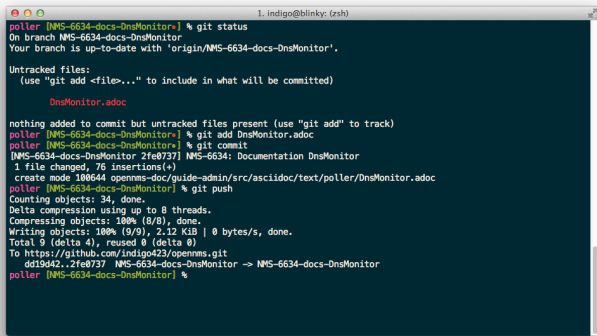 1. indigo@blinky: (zsh)
poller [NMS-6634-docs-DnsMonitor•] % git status
On branch NMS-6634-docs-DnsMonitor
Your branch is up-to-date with 'origin/NMS-6634-docs-DnsMonitor'.
Untracked files:
(use "git add <file>..." to include in what will be committed)
DnsMonitor.adoc
nothing added to commit but untracked files present (use "git add" to track)
poller [NMS-6634-docs-DnsMonitor•] % git add DnsMonitor.adoc
poller [NMS-6634-docs-DnsMonitor•] % git commit
[NMS-6634-docs-DnsMonitor 2fe0737] NMS-6634: Documentation DnsMonitor
1 file changed, 76 insertions(+)
create mode 100644 opennms-doc/guide-admin/src/asciidoc/text/poller/DnsMonitor.adoc
poller [NMS-6634-docs-DnsMonitor] % git push
Counting objects: 34, done.
Delta compression using up to 8 threads.
Compressing objects: 100% (8/8), done.
Writing objects: 100% (9/9), 2.12 KiB | 0 bytes/s, done.
Total 9 (delta 4), reused 0 (delta 0)
To https://github.com/indigo423/opennms.git
dd19d42..2fe0737 NMS-6634-docs-DnsMonitor -> NMS-6634-docs-DnsMonitor
poller [NMS-6634-docs-DnsMonitor] %